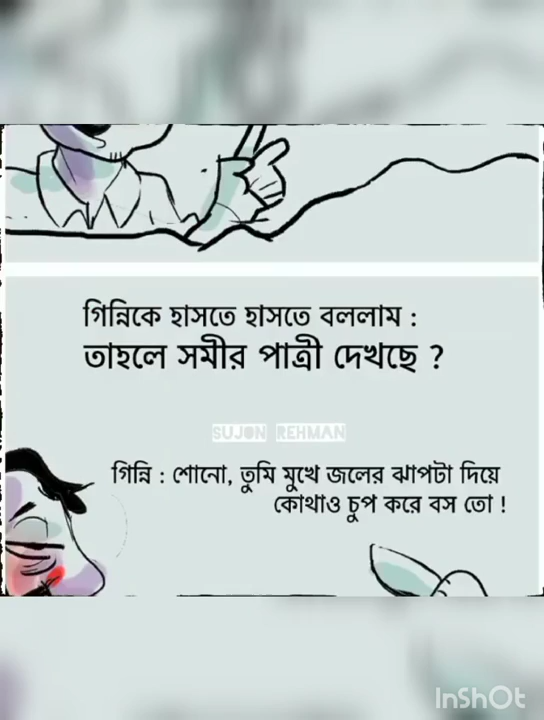 গিন্নিকে হাসতে হাসতে বললাম :
তাহলে সমীর পাত্রী দেখছে ?
SUJON REHMAN
গিন্নি : শোনো, তুমি মুখে জলের ঝাপটা দিয়ে
কোথাও চুপ করে বস তো !
InShOt